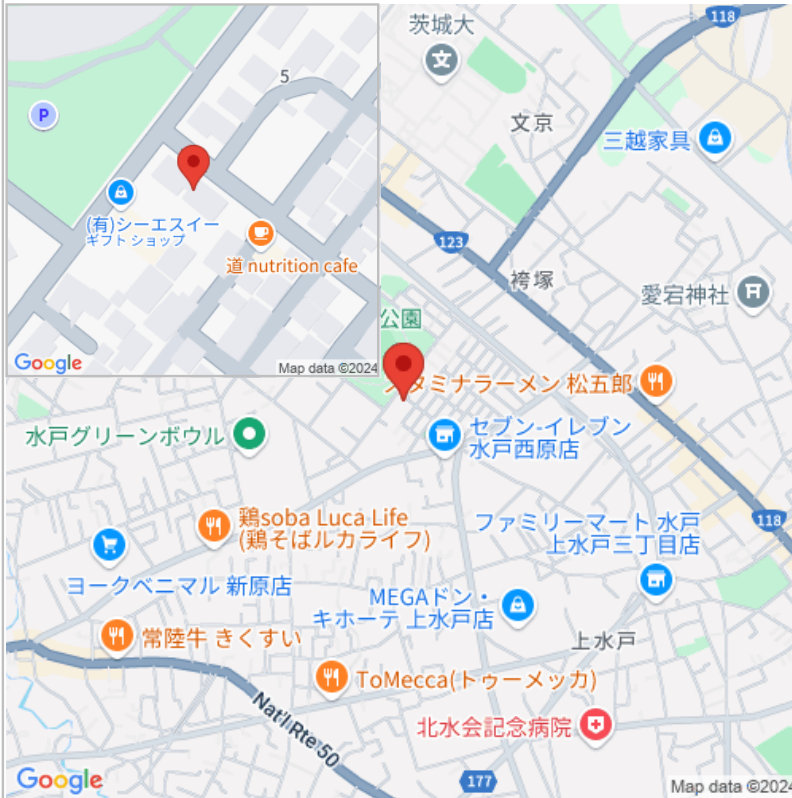 5
P
(有)シーエスイー
ギフト ショップ
道 nutrition cafe
Google
Map data ©2024
茨城大
文
118
文京
三越家具
123
袴塚
愛宕神社
公園
タミナラーメン 松五郎
セブン-イレブン
水戸西原店
水戸グリーンボウル
鶏soba Luca Life
(鶏そばルカライフ)
ファミリーマート 水戸
上水戸三丁目店
118
ヨークベニマル 新原店
MEGAドン・
キホーテ 上水戸店
常陸牛 きくすい
上水戸
ToMecca(トゥーメッカ)
Nat'l Rte 50
北水会記念病院
177
Google
Map data ©2024